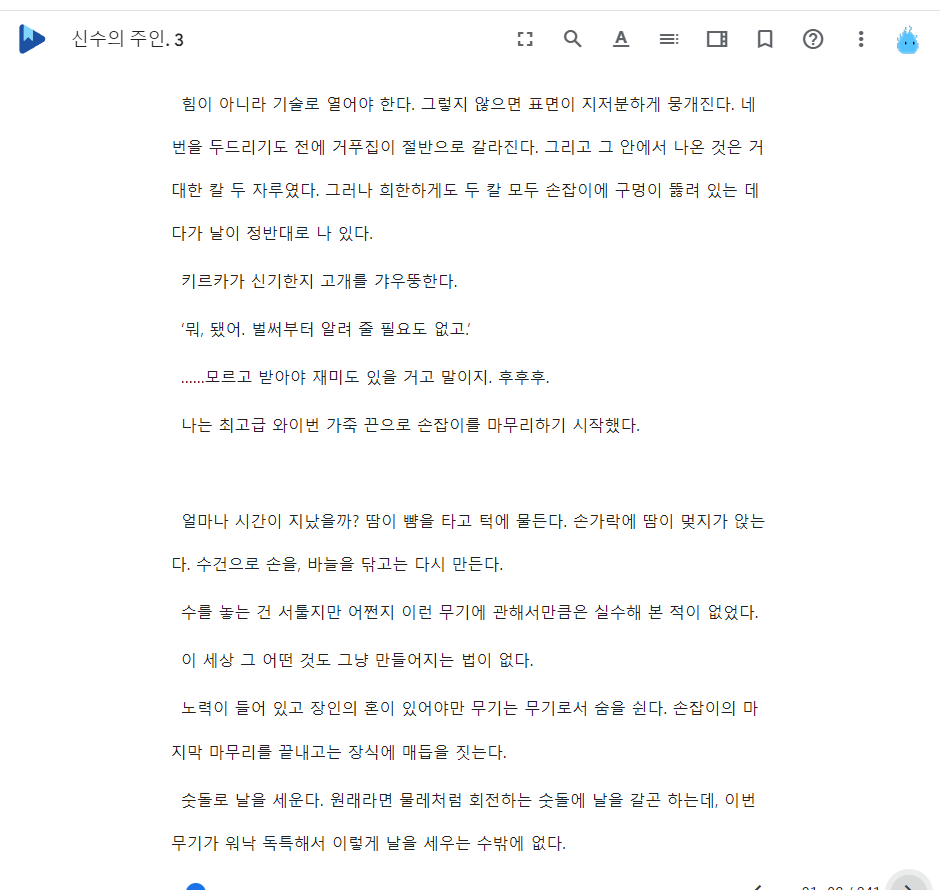 신수의 주인. 3
힘이 아니라 기술로 열어야 한다. 그렇지 않으면 표면이 지저분하게 뭉개진다. 네
번을 두드리기도 전에 거푸집이 절반으로 갈라진다. 그리고 그 안에서 나온 것은 거
대한 칼 두 자루였다. 그러나 희한하게도 두 칼 모두 손잡이에 구멍이 뚫려 있는 데
다가 날이 정반대로 나 있다.
키르카가 신기한지 고개를 갸우뚱한다.
‘뭐, 됐어. 벌써부터 알려 줄 필요도 없고.’
……모르고 받아야 재미도 있을 거고 말이지. 후후후.
나는 최고급 와이번 가죽 끈으로 손잡이를 마무리하기 시작했다.
얼마나 시간이 지났을까? 땀이 뺨을 타고 턱에 물든다. 손가락에 땀이 멎지가 않는
다. 수건으로 손을, 바늘을 닦고는 다시 만든다.
수를 놓는 건 서툴지만 어쩐지 이런 무기에 관해서만큼은 실수해 본 적이 없었다.
이 세상 그 어떤 것도 그냥 만들어지는 법이 없다.
노력이 들어 있고 장인의 혼이 있어야만 무기는 무기로서 숨을 쉰다. 손잡이의 마
지막 마무리를 끝내고는 장식에 매듭을 짓는다.
숫돌로 날을 세운다. 원래라면 물레처럼 회전하는 숫돌에 날을 갈곤 하는데, 이번
무기가 워낙 독특해서 이렇게 날을 세우는 수밖에 없다.